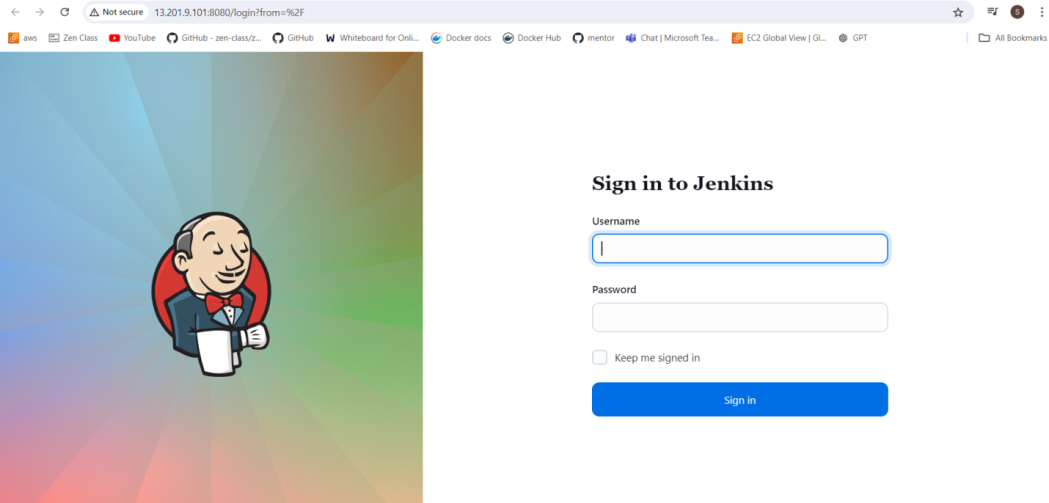 Not secure 13.201.9.101:8080/login?from=%2F S
aws Zen Class YouTube GitHub - zen-class/z... GitHub W Whiteboard for Onli... Docker docs Docker Hub mentor Chat | Microsoft Tea... EC2 Global View | Gl... GPT All Bookmarks
Sign in to Jenkins
Username
Password
Keep me signed in
Sign in